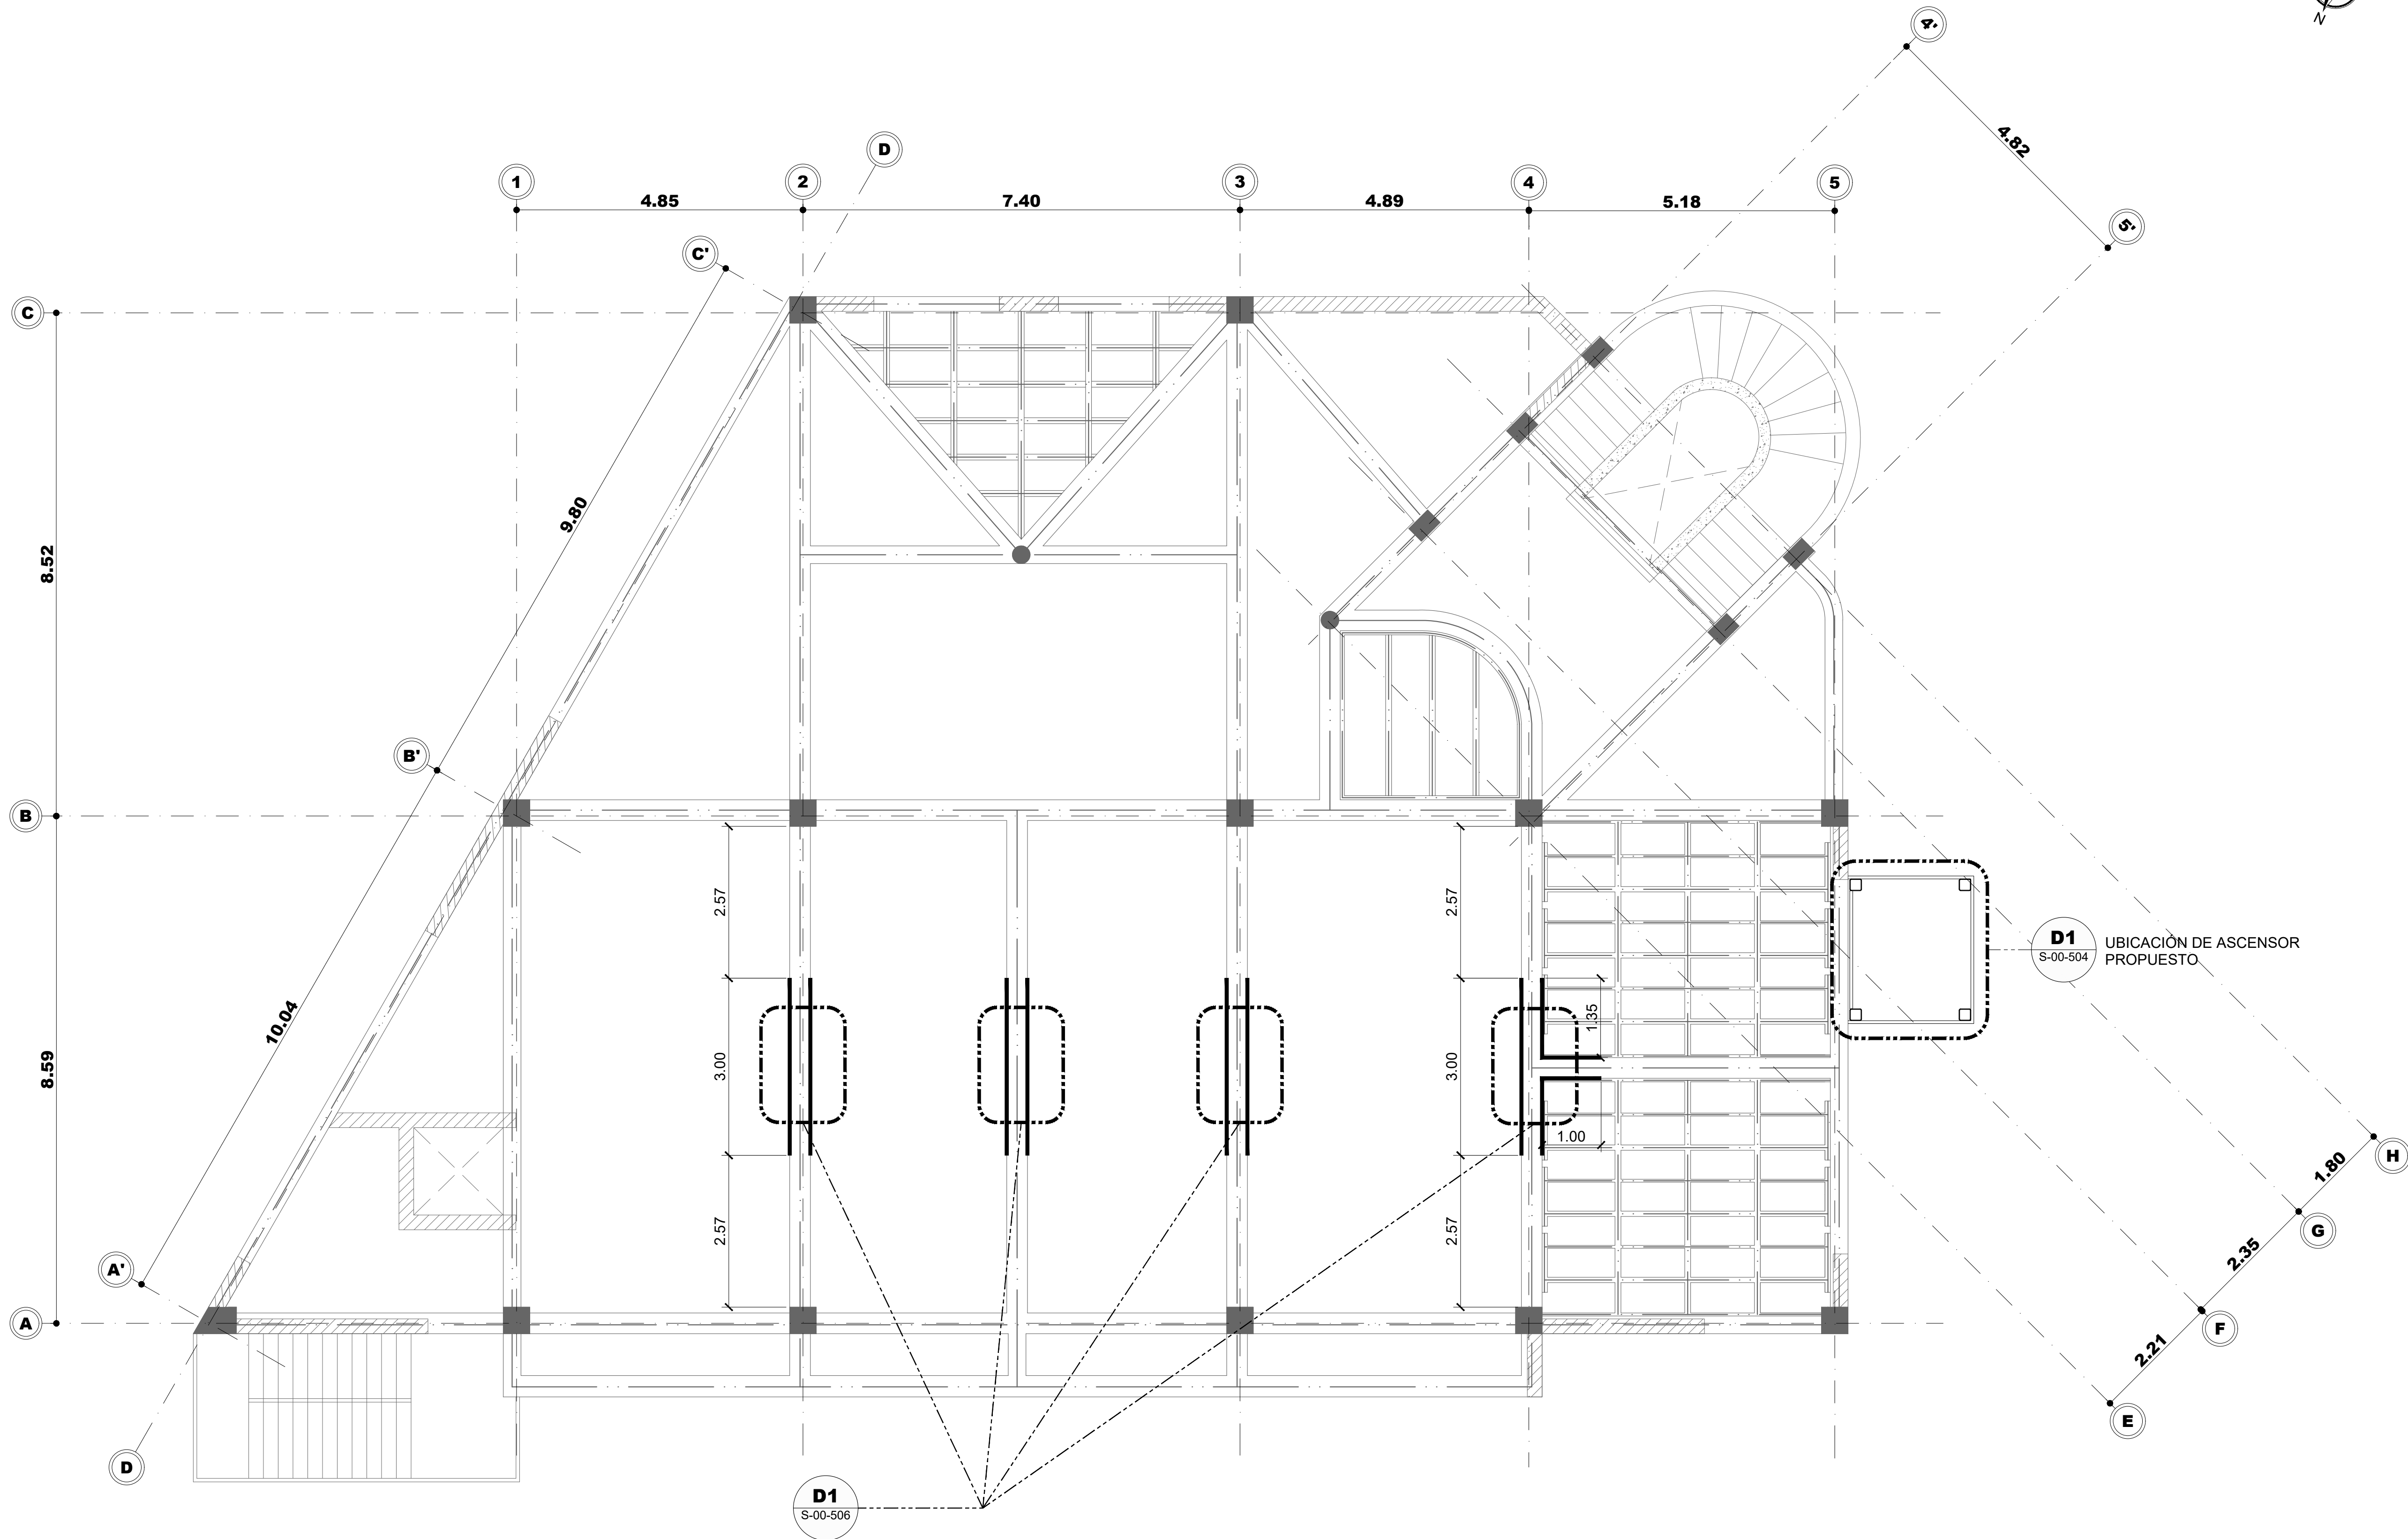 N
4'
4.82
D
1
2
3
4
5
4.85
7.40
4.89
5.18
5'
C'
C
9.80
8.52
B'
B
2.57
2.57
D1
S-00-504
UBICACIÓN DE ASCENSOR
PROPUESTO
10.04
8.59
3.00
3.00
1.35
1.00
H
1.80
G
2.35
2.57
2.57
A'
A
F
2.21
E
D
D1
S-00-506